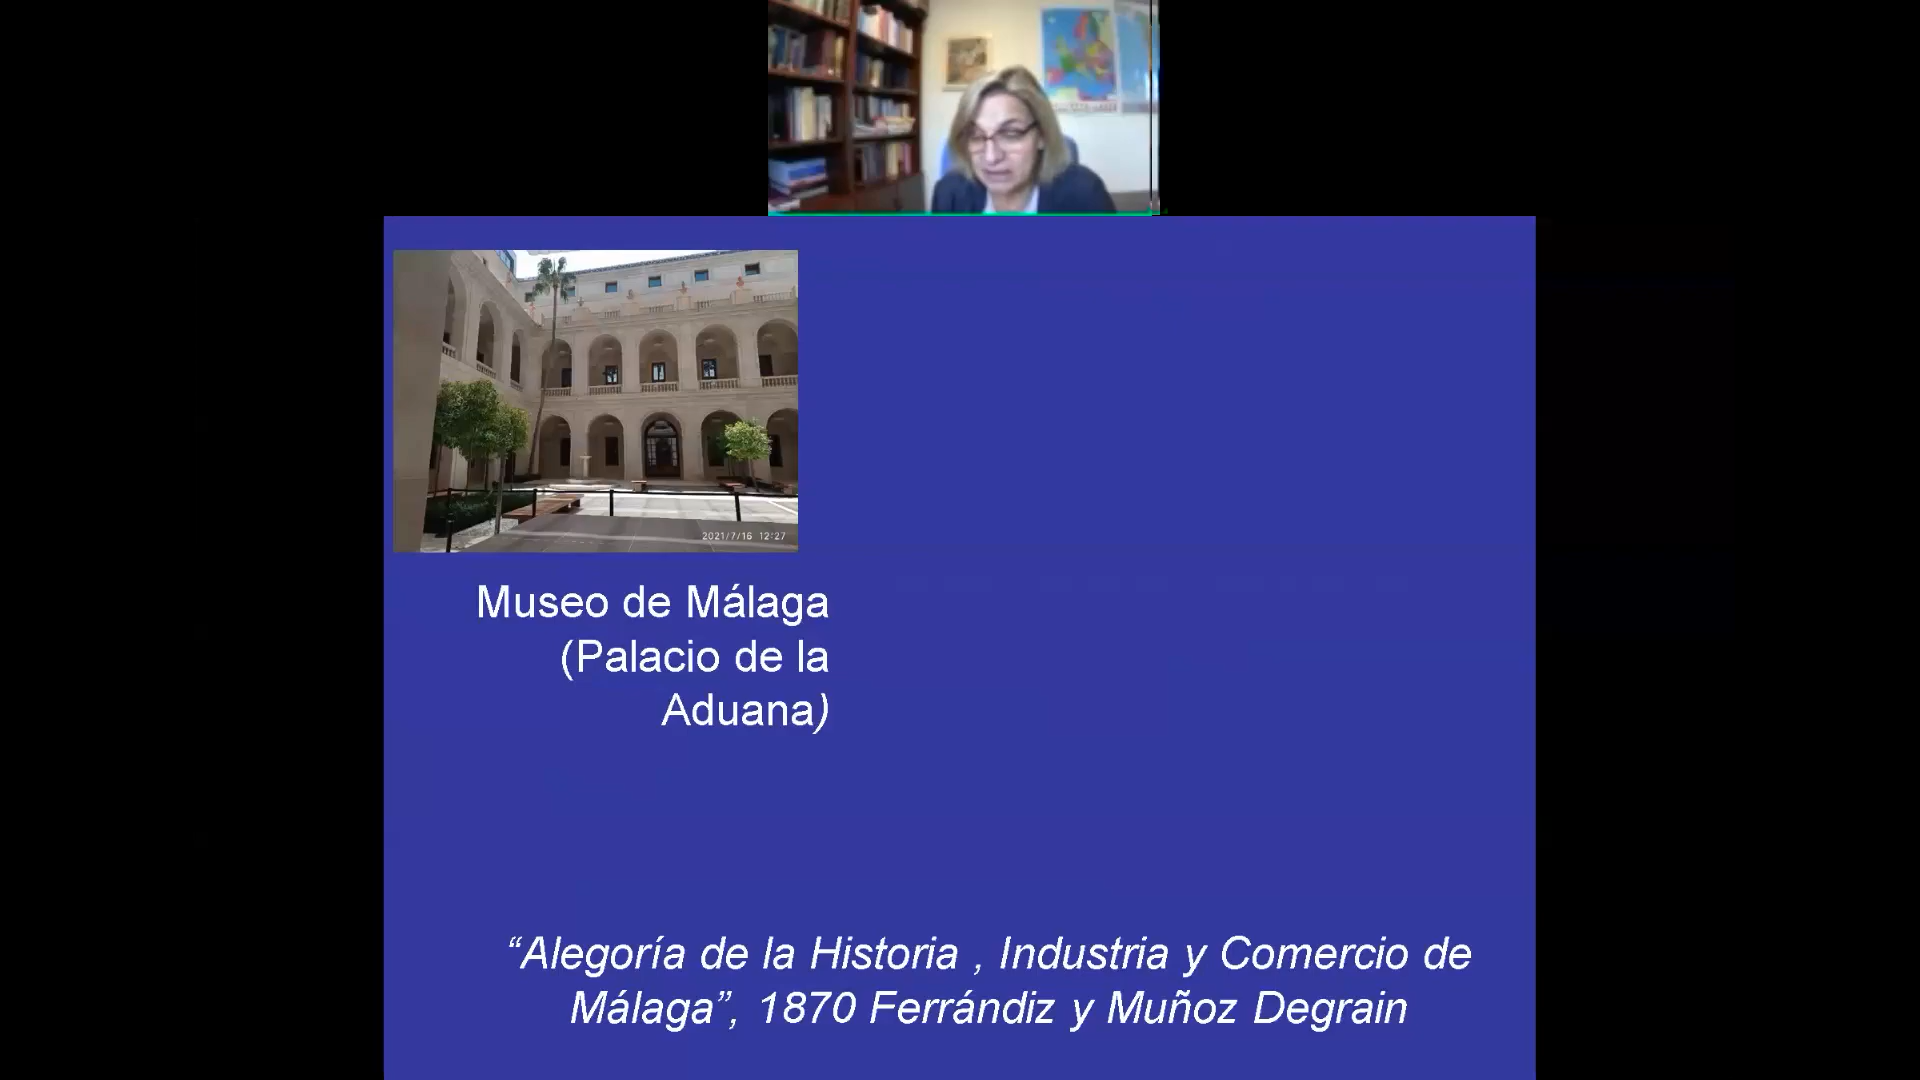 2021/7/16 12:27
Museo de Málaga
(Palacio de la
Aduana)
“Alegoría de la Historia , Industria y Comercio de
Málaga”, 1870 Ferrándiz y Muñoz Degrain